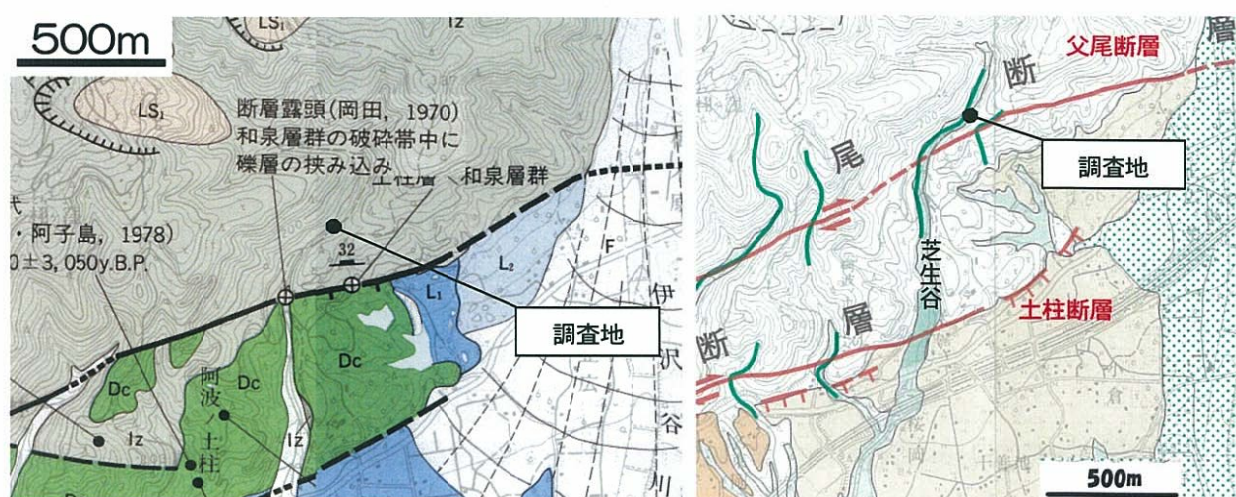 500m
LS₁
Iz
LS₁
断層露頭(岡田, 1970)
和泉層群の破砕帯中に
礫層の挟み込み
土柱層
和泉層群
代
・阿子島, 1978)
0±3, 050y.B.P.
32
L₂
F
L₁
調査地
伊沢谷川
Dc
Dc
Dc
阿波ノ土柱
Iz
Iz
断
層
父尾断層
尾
調査地
芝生谷
層
土柱断層
断
500m